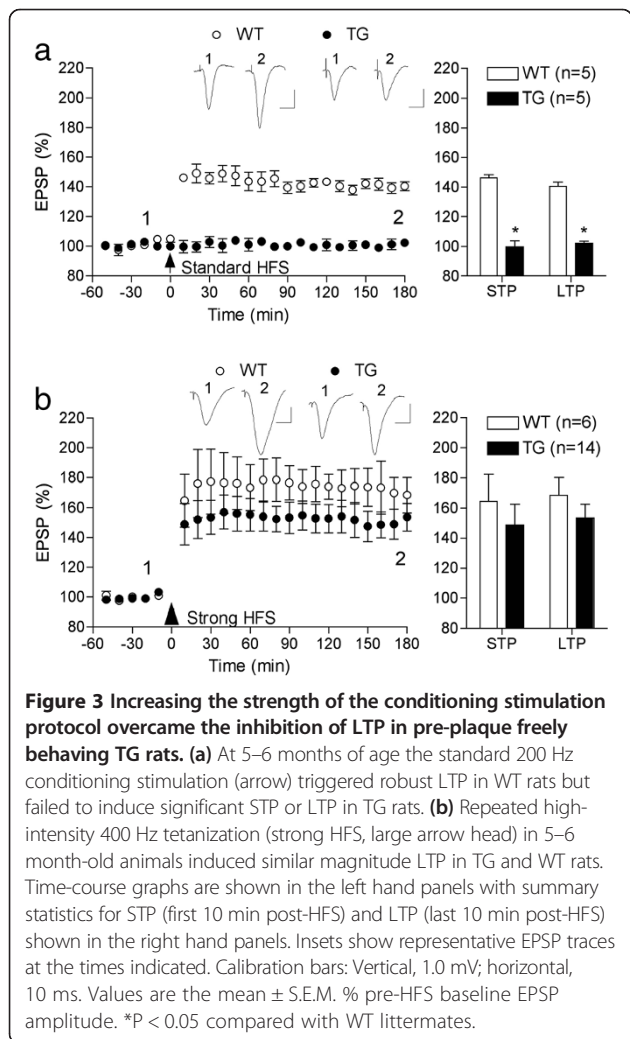 a
WT TG
1 2 1 2
220
200
180
160
140
120
100
80
EPSP (%)
1
2
Standard HFS
-60 -30 0 30 60 90 120 150 180
Time (min)
WT (n=5)
TG (n=5)
220
200
180
160
140
120
100
80
* *
STP LTP
b
WT TG
1 2 1 2
220
200
180
160
140
120
100
80
EPSP (%)
1
2
Strong HFS
-60 -30 0 30 60 90 120 150 180
Time (min)
WT (n=6)
TG (n=14)
220
200
180
160
140
120
100
80
STP LTP
Figure 3 Increasing the strength of the conditioning stimulation
protocol overcame the inhibition of LTP in pre-plaque freely
behaving TG rats. (a) At 5–6 months of age the standard 200 Hz
conditioning stimulation (arrow) triggered robust LTP in WT rats but
failed to induce significant STP or LTP in TG rats. (b) Repeated high-
intensity 400 Hz tetanization (strong HFS, large arrow head) in 5–6
month-old animals induced similar magnitude LTP in TG and WT rats.
Time-course graphs are shown in the left hand panels with summary
statistics for STP (first 10 min post-HFS) and LTP (last 10 min post-HFS)
shown in the right hand panels. Insets show representative EPSP traces
at the times indicated. Calibration bars: Vertical, 1.0 mV; horizontal,
10 ms. Values are the mean ± S.E.M. % pre-HFS baseline EPSP
amplitude. *P < 0.05 compared with WT littermates.